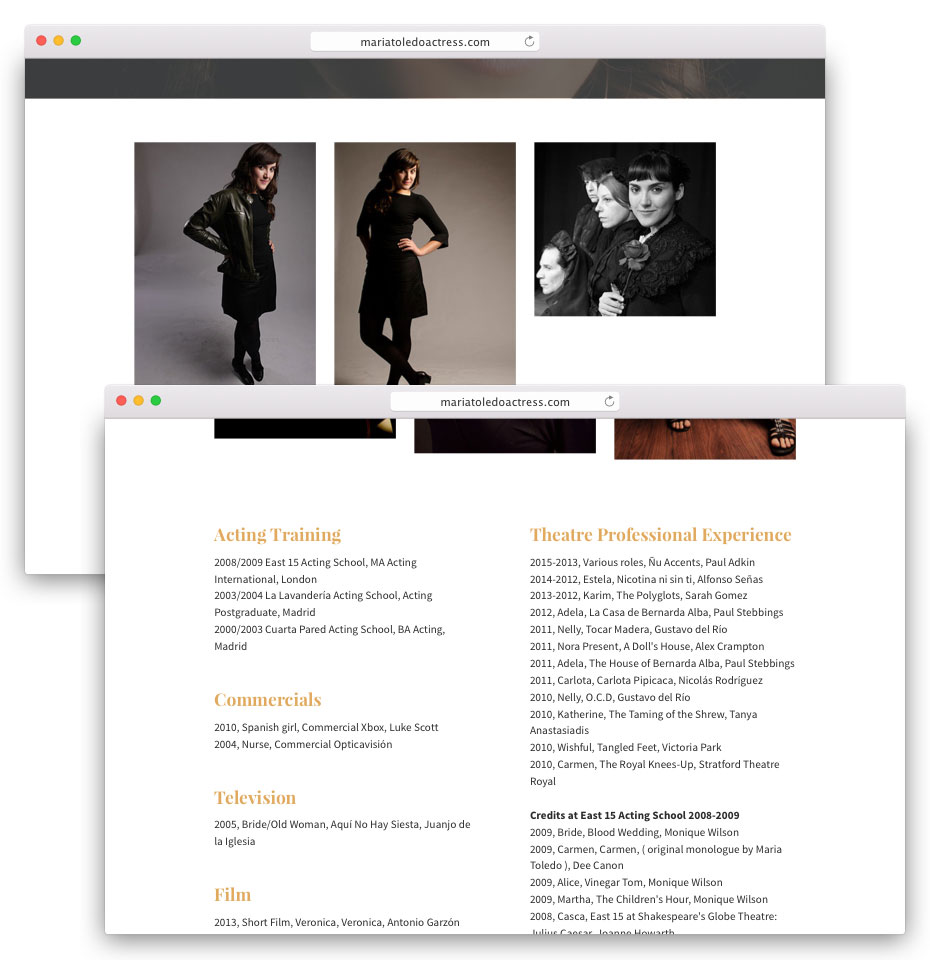 mariatoledoactress.com
mariatoledoactress.com
Acting Training
2008/2009 East 15 Acting School, MA Acting
International, London
2003/2004 La Lavandería Acting School, Acting
Postgraduate, Madrid
2000/2003 Cuarta Pared Acting School, BA Acting,
Madrid
Commercials
2010, Spanish girl, Commercial Xbox, Luke Scott
2004, Nurse, Commercial Opticavisión
Television
2005, Bride/Old Woman, Aquí No Hay Siesta, Juanjo de
la Iglesia
Film
2013, Short Film, Veronica, Veronica, Antonio Garzón
Theatre Professional Experience
2015-2013, Various roles, Ñu Accents, Paul Adkin
2014-2012, Estela, Nicotina ni sin ti, Alfonso Señas
2013-2012, Karim, The Polyglots, Sarah Gomez
2012, Adela, La Casa de Bernarda Alba, Paul Stebbings
2011, Nelly, Tocar Madera, Gustavo del Río
2011, Nora Present, A Doll's House, Alex Crampton
2011, Adela, The House of Bernarda Alba, Paul Stebbings
2011, Carlota, Carlota Pipicaca, Nicolás Rodríguez
2010, Nelly, O.C.D, Gustavo del Río
2010, Katherine, The Taming of the Shrew, Tanya
Anastasiadis
2010, Wishful, Tangled Feet, Victoria Park
2010, Carmen, The Royal Knees-Up, Stratford Theatre
Royal
Credits at East 15 Acting School 2008-2009
2009, Bride, Blood Wedding, Monique Wilson
2009, Carmen, Carmen, ( original monologue by Maria
Toledo ), Dee Canon
2009, Alice, Vinegar Tom, Monique Wilson
2009, Martha, The Children's Hour, Monique Wilson
2008, Casca, East 15 at Shakespeare's Globe Theatre:
Julius Caesar, Joanne Howarth